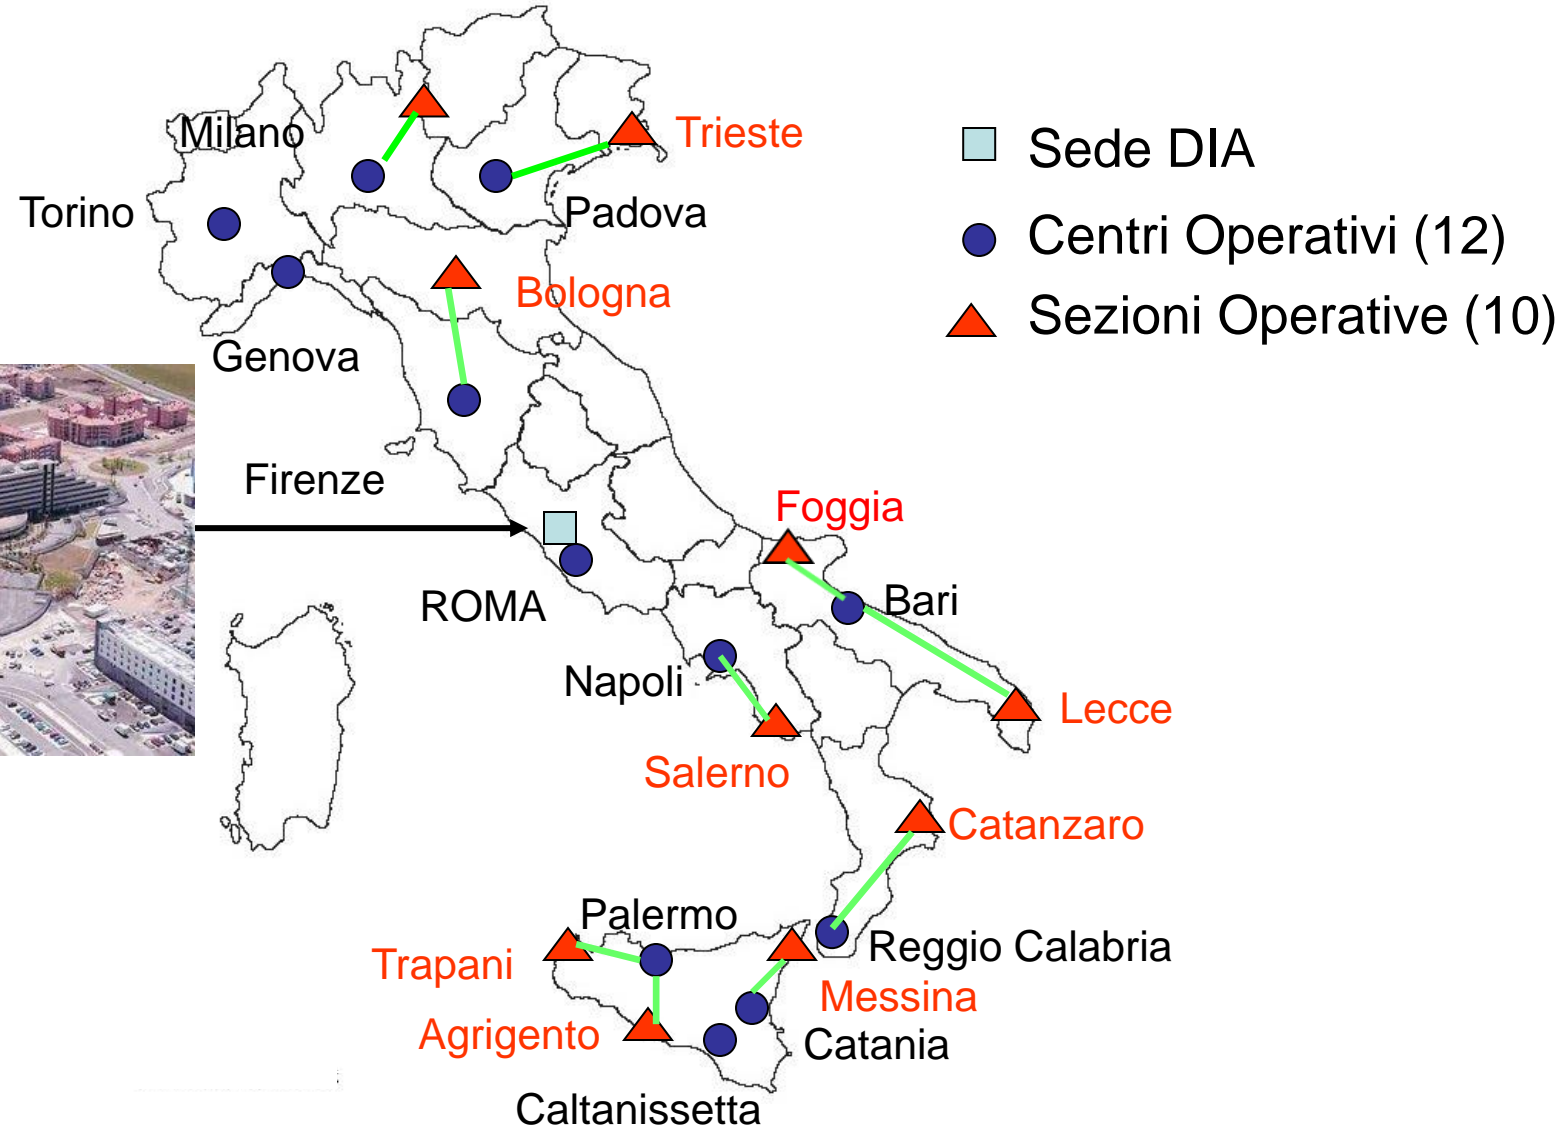 Milano
Trieste
Sede DIA
Torino
Padova
Centri Operativi (12)
Bologna
Sezioni Operative (10)
Genova
Firenze
Foggia
ROMA
Bari
Napoli
Lecce
Salerno
Catanzaro
Palermo
Reggio Calabria
Trapani
Messina
Agrigento
Catania
Caltanissetta